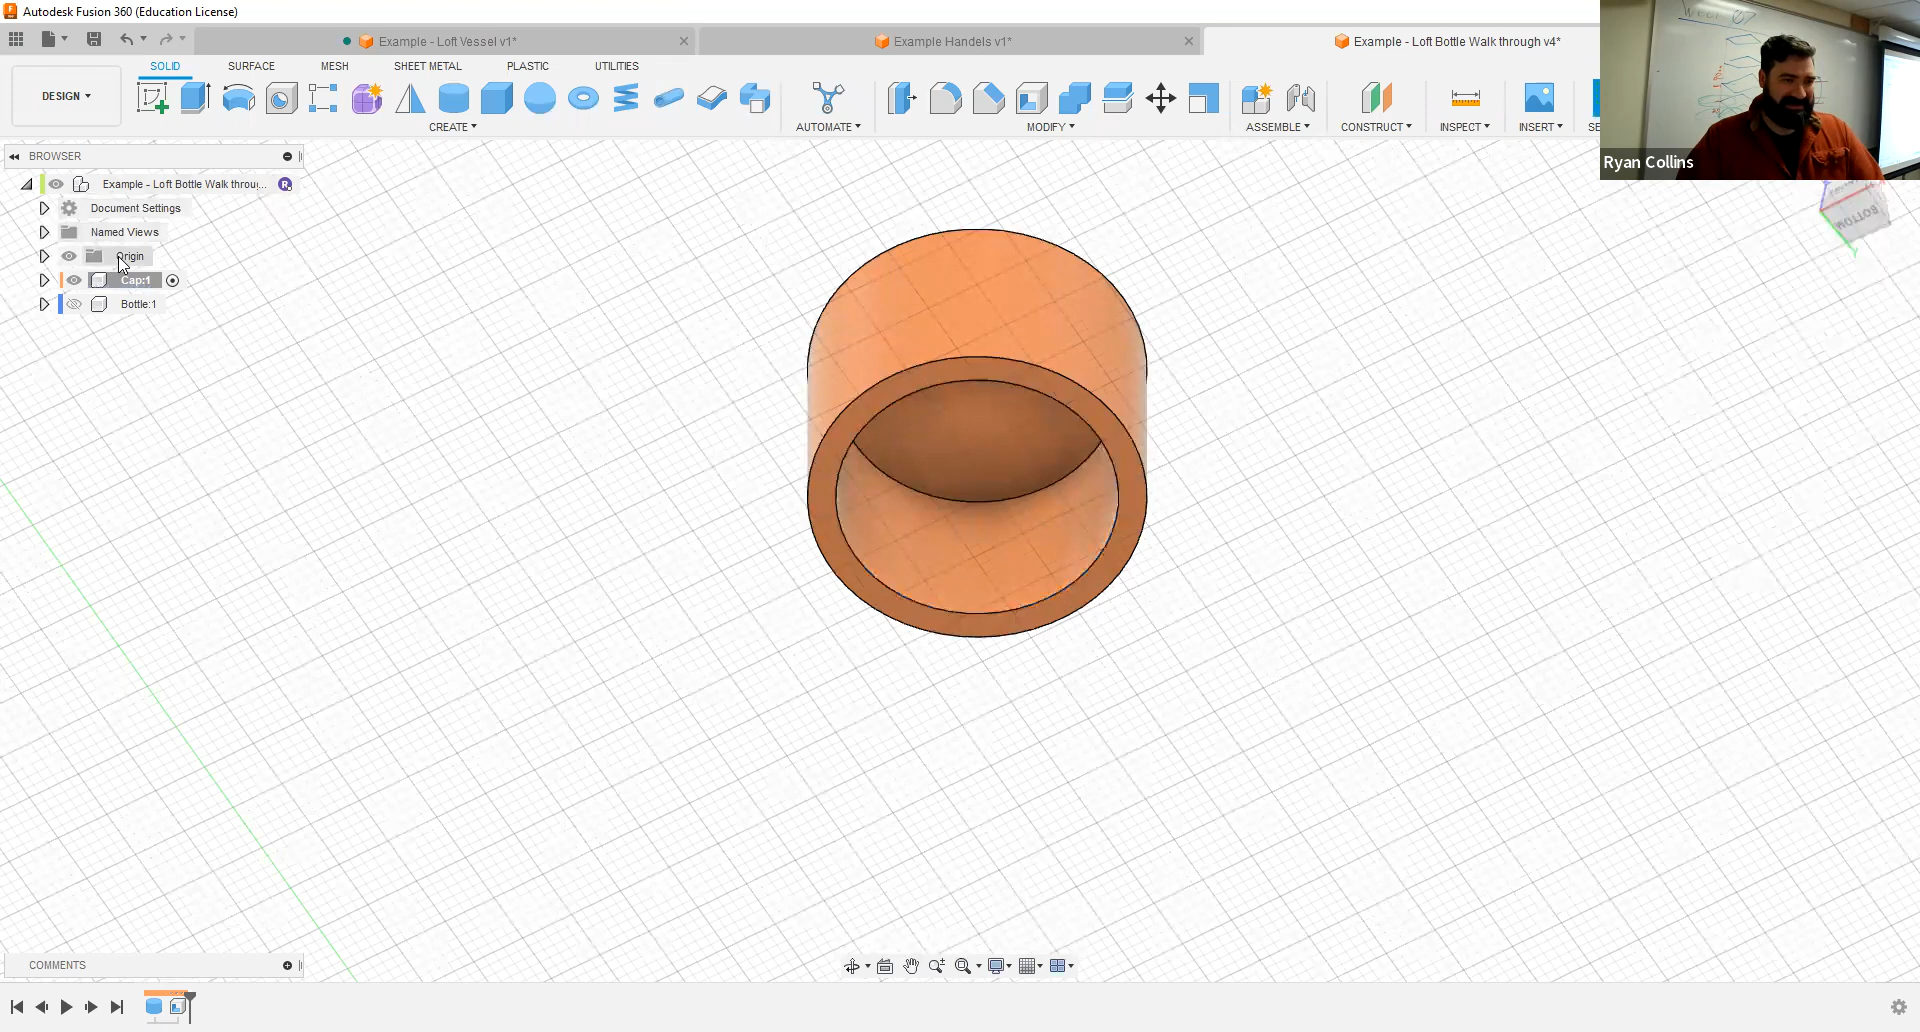 Autodesk Fusion 360 (Education License)
Example - Loft Vessel v1*
Example Handels v1*
Example - Loft Bottle Walk through v4*
DESIGN
SOLID
SURFACE
MESH
SHEET METAL
PLASTIC
UTILITIES
CREATE
AUTOMATE
MODIFY
ASSEMBLE
CONSTRUCT
INSPECT
INSERT
SE
Ryan Collins
BROWSER
Example - Loft Bottle Walk throu...
R
Document Settings
Named Views
Origin
Cap:1
Bottle:1
BOTTOM
COMMENTS